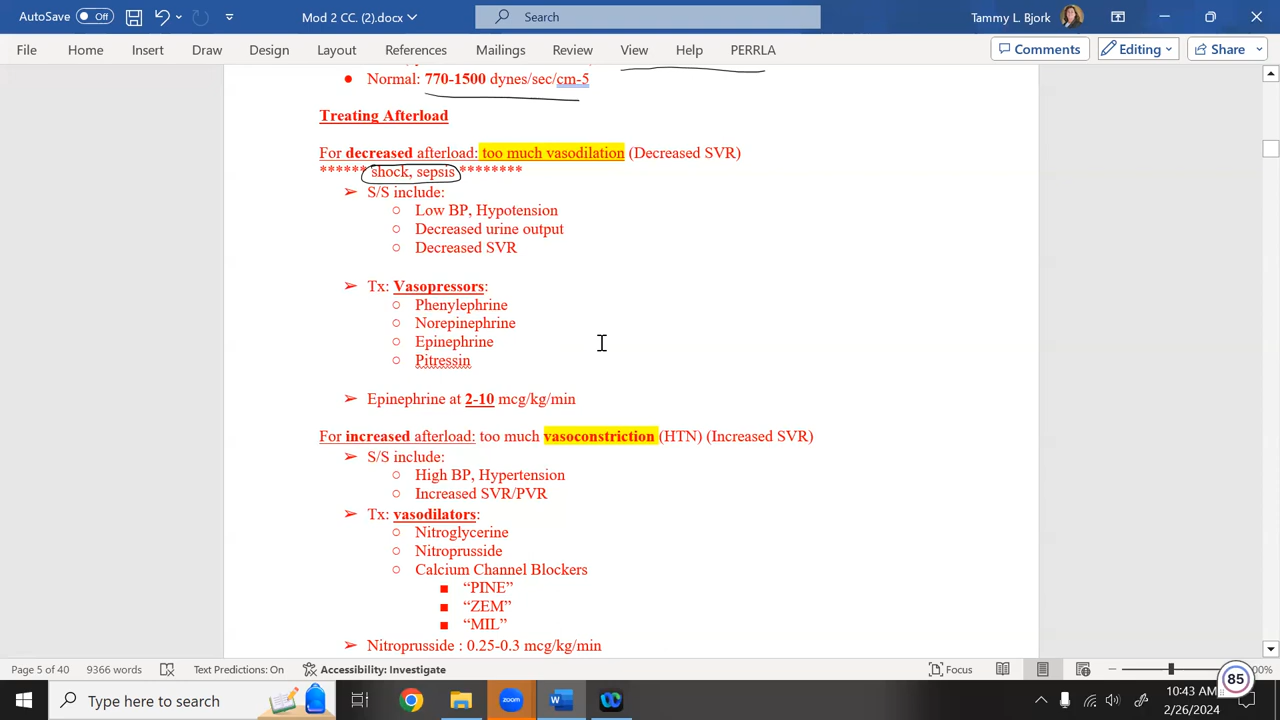 AutoSave Off Mod 2 CC. (2).docx Search Tammy L. Bjork
File Home Insert Draw Design Layout References Mailings Review View Help PERRLA Comments Editing Share
● Normal: 770-1500 dynes/sec/cm-5
Treating Afterload
For decreased afterload: too much vasodilation (Decreased SVR)
****** shock, sepsis ********
➢ S/S include:
○ Low BP, Hypotension
○ Decreased urine output
○ Decreased SVR
➢ Tx: Vasopressors:
○ Phenylephrine
○ Norepinephrine
○ Epinephrine
○ Pitressin
➢ Epinephrine at 2-10 mcg/kg/min
For increased afterload: too much vasoconstriction (HTN) (Increased SVR)
➢ S/S include:
○ High BP, Hypertension
○ Increased SVR/PVR
➢ Tx: vasodilators:
○ Nitroglycerine
○ Nitroprusside
○ Calcium Channel Blockers
■ “PINE”
■ “ZEM”
■ “MIL”
➢ Nitroprusside : 0.25-0.3 mcg/kg/min
Page 5 of 40 9366 words Text Predictions: On Accessibility: Investigate Focus
85
Type here to search zoom 10:43 AM
2/26/2024